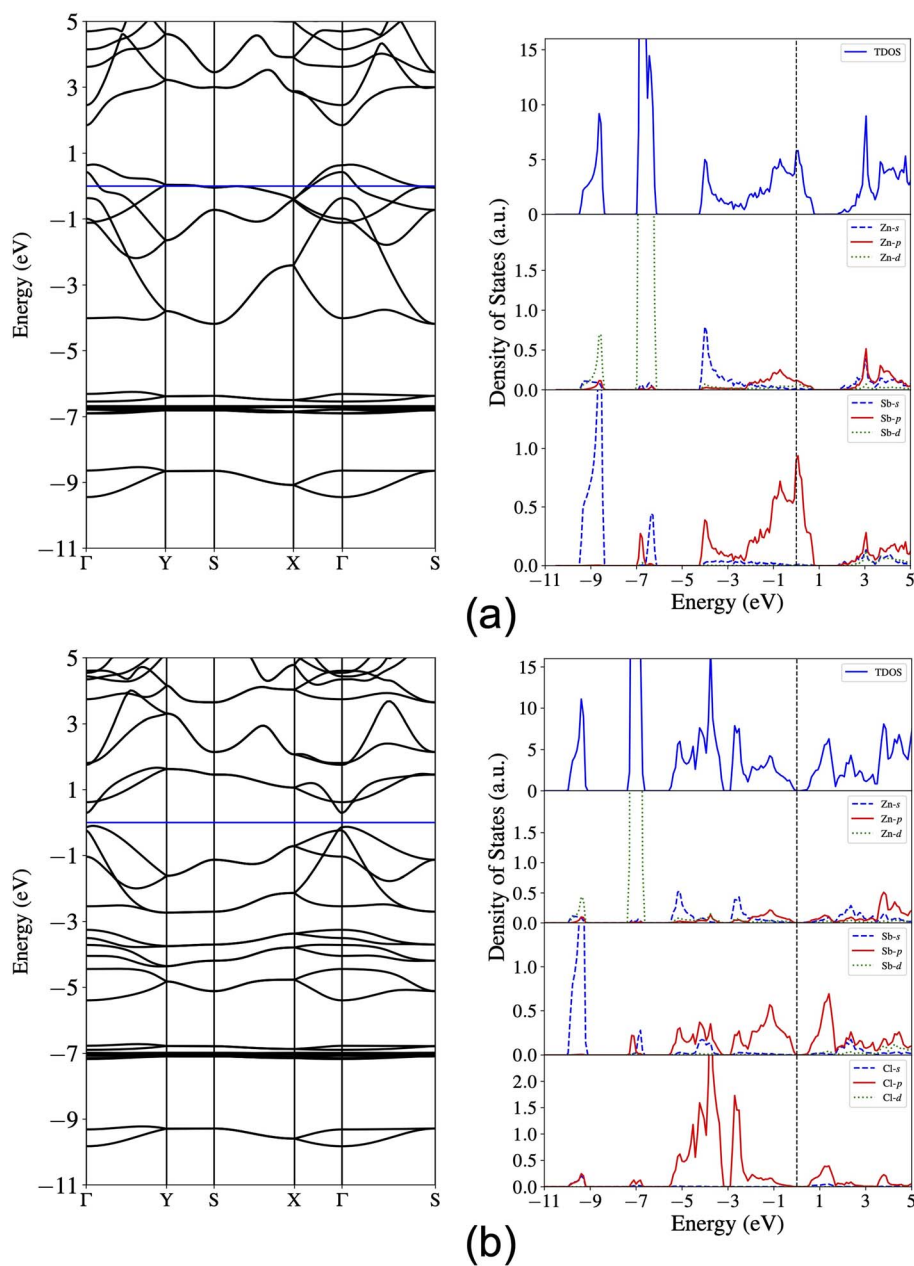 5
3
1
−1
−3
−5
−7
−9
−11
Energy (eV)
Γ Y S X Γ S
15
10
5
0
TDOS
1.5
1.0
0.5
0.0
Zn-s
Zn-p
Zn-d
1.0
0.5
0.0
Sb-s
Sb-p
Sb-d
Density of States (a.u.)
−11 −9 −7 −5 −3 −1 1 3 5
Energy (eV)
(a)
5
3
1
−1
−3
−5
−7
−9
−11
Energy (eV)
Γ Y S X Γ S
15
10
5
0
TDOS
1.5
1.0
0.5
0.0
Zn-s
Zn-p
Zn-d
1.0
0.5
0.0
Sb-s
Sb-p
Sb-d
2.0
1.5
1.0
0.5
0.0
Cl-s
Cl-p
Cl-d
Density of States (a.u.)
−11 −9 −7 −5 −3 −1 1 3 5
Energy (eV)
(b)